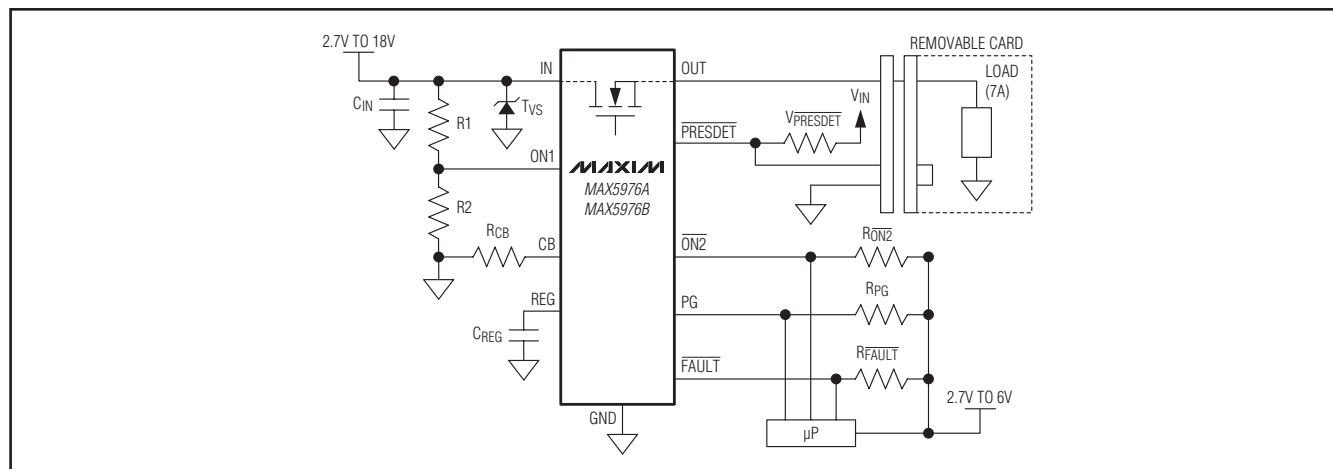 2.7V TO 18V
REMOVABLE CARD
IN
OUT
LOAD
(7A)
CIN
TVS
VIN
R1
PRESDET
VPRESDET
ON1
MAXIM
MAX5976A
MAX5976B
R2
RCB
CB
ON2
RON2
REG
PG
RPG
CREG
FAULT
RFAULT
2.7V TO 6V
GND
µP